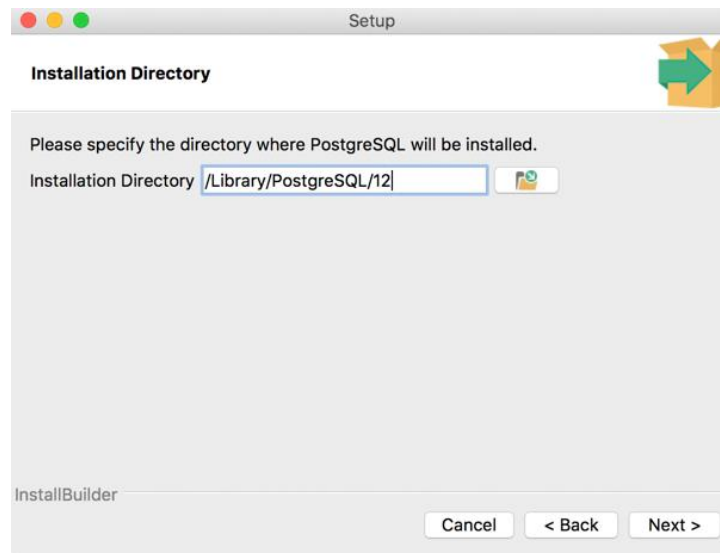 Setup
Installation Directory
Please specify the directory where PostgreSQL will be installed.
Installation Directory /Library/PostgreSQL/12
InstallBuilder
Cancel < Back Next >